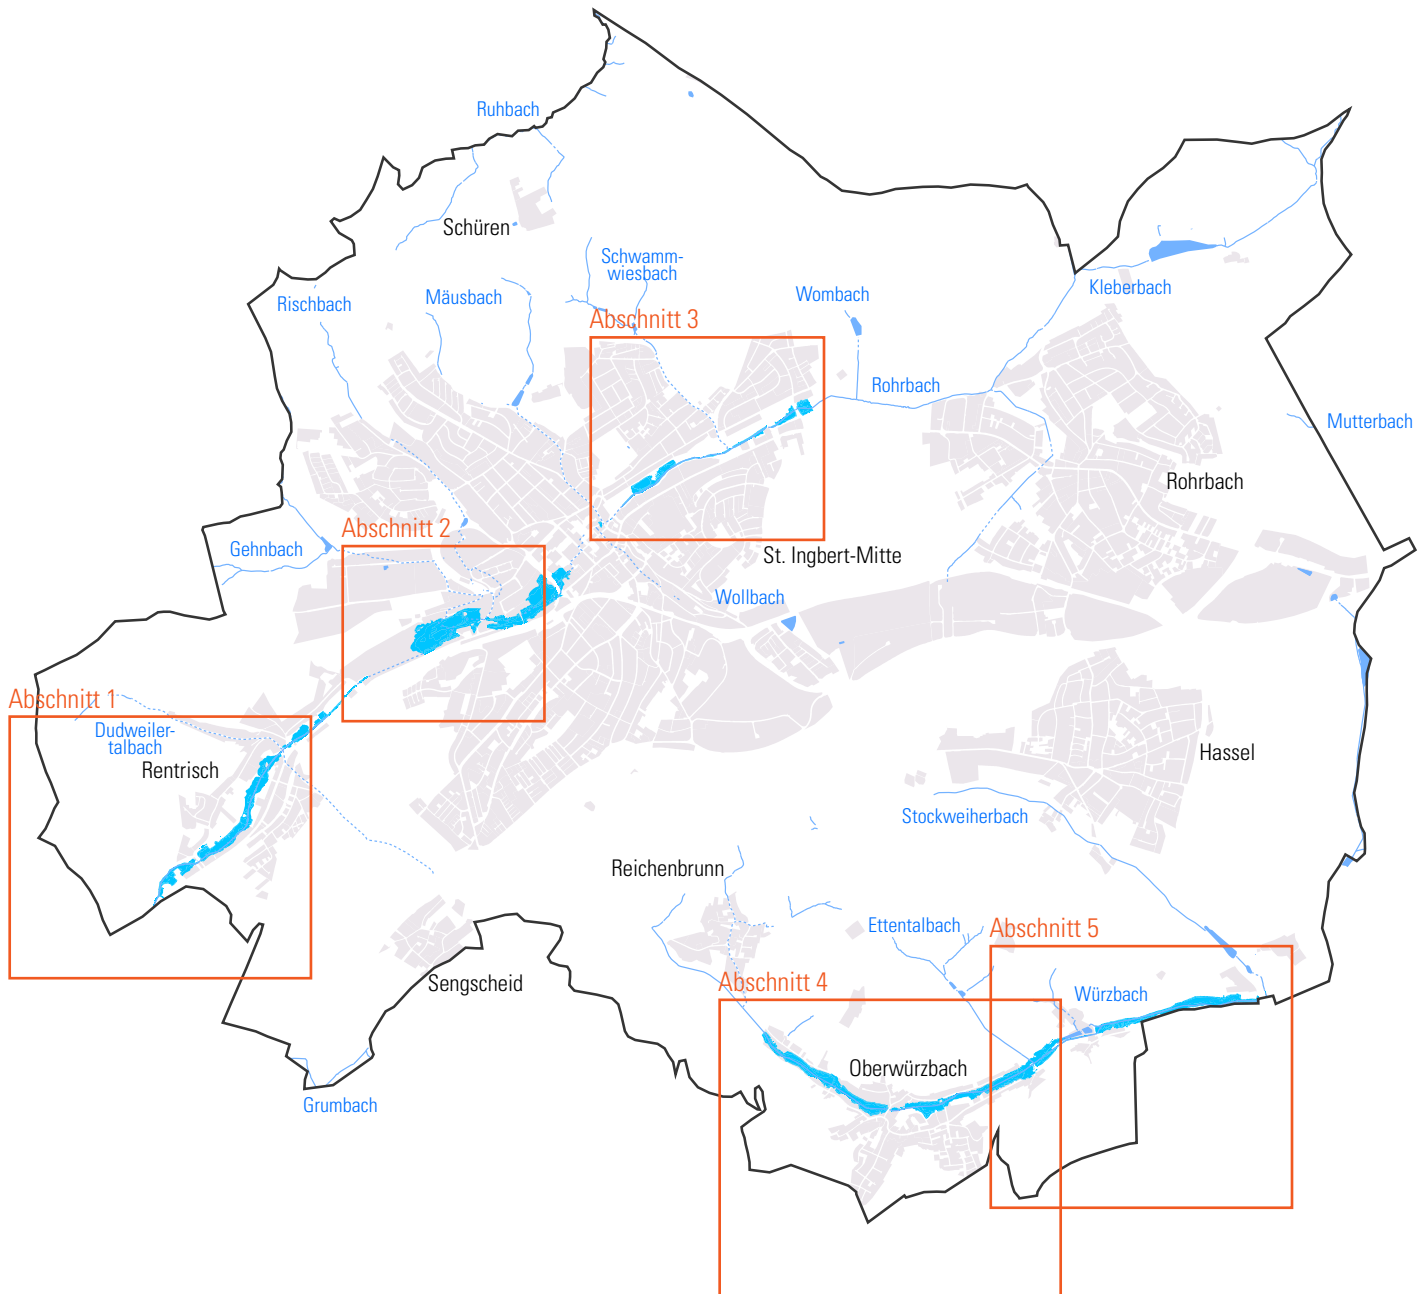 Ruhbach
Schüren
Schwamm-
wiesbach
Rischbach
Mäusbach
Wombach
Kleberbach
Abschnitt 3
Rohrbach
Mutterbach
Rohrbach
Abschnitt 2
Gehnbach
St. Ingbert-Mitte
Wollbach
Abschnitt 1
Dudweiler-
talbach
Rentrisch
Hassel
Stockweiherbach
Reichenbrunn
Ettentalbach
Abschnitt 5
Sengscheid
Abschnitt 4
Würzbach
Oberwürzbach
Grumbach